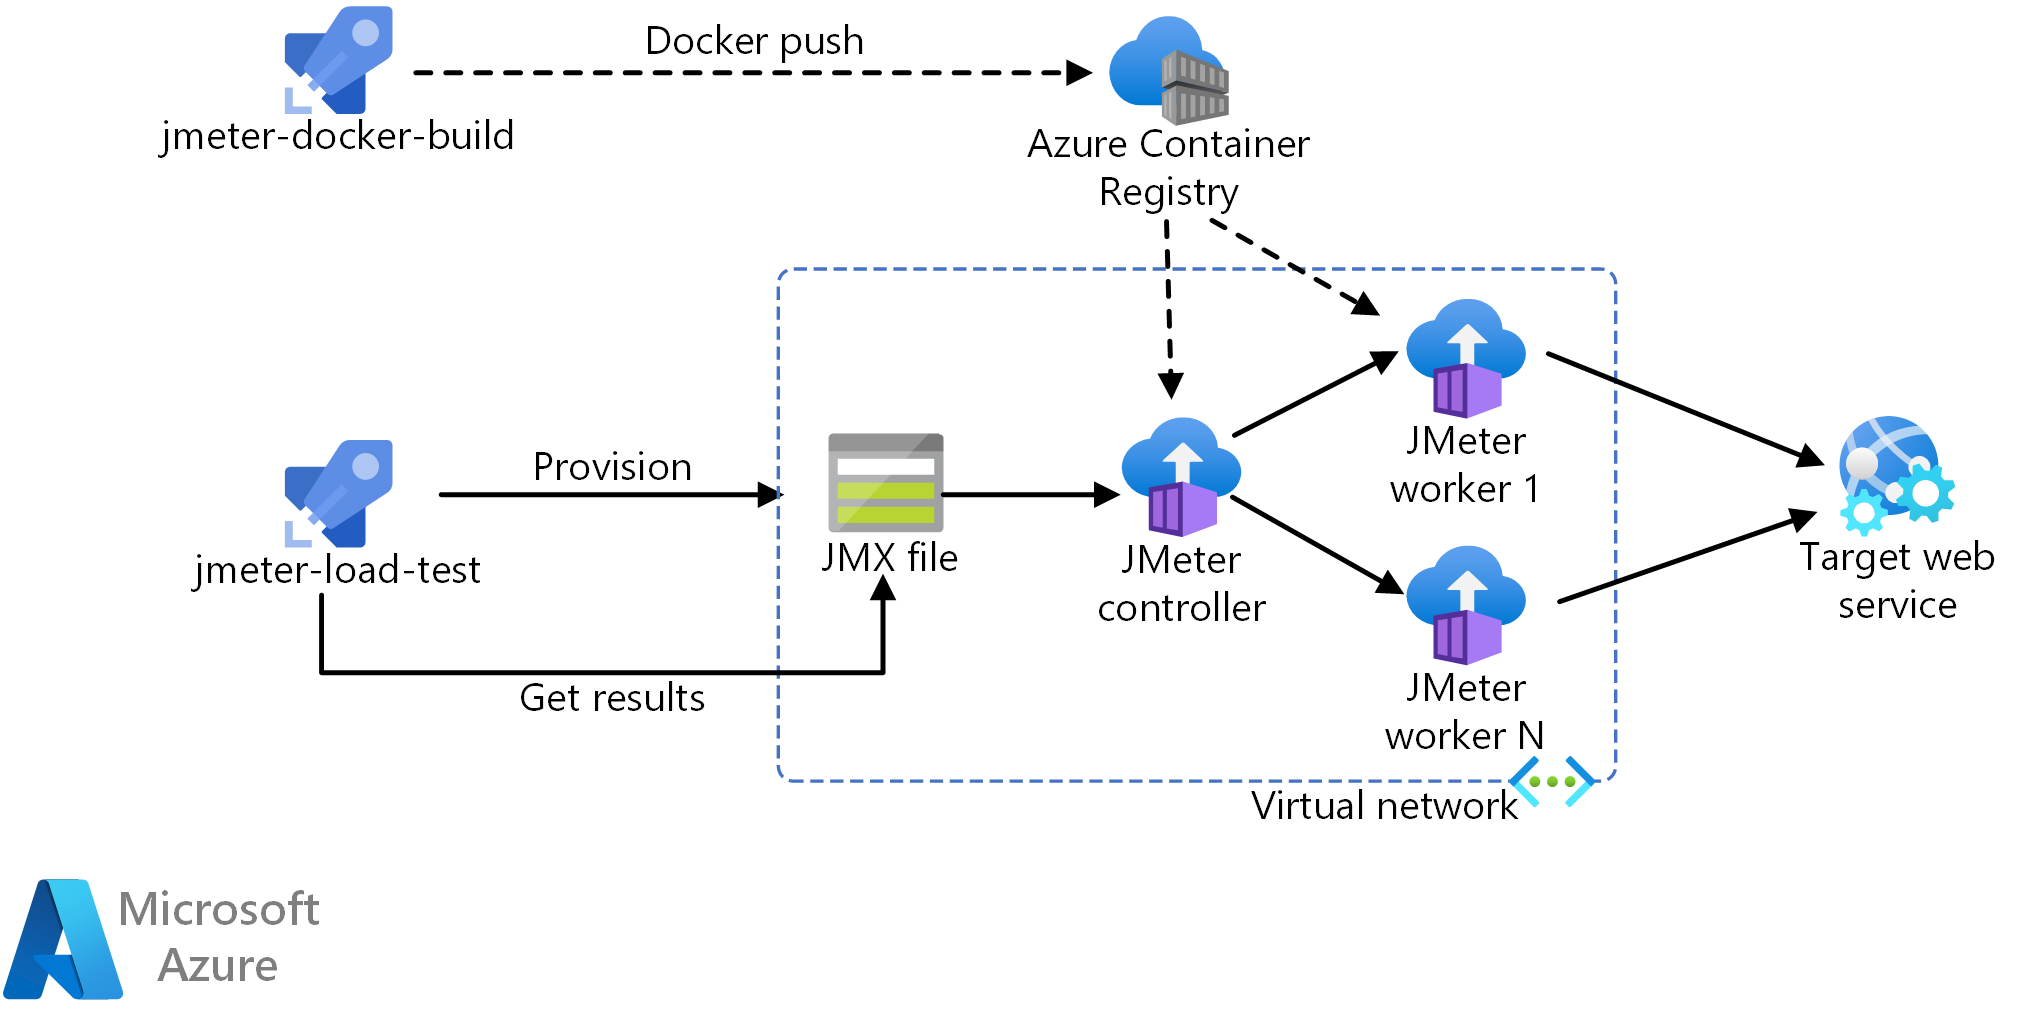 Docker push
jmeter-docker-build
Azure Container
Registry
Provision
jmeter-load-test
Get results
JMX file
JMeter
controller
JMeter
worker 1
JMeter
worker N
Target web
service
Virtual network
Microsoft
Azure